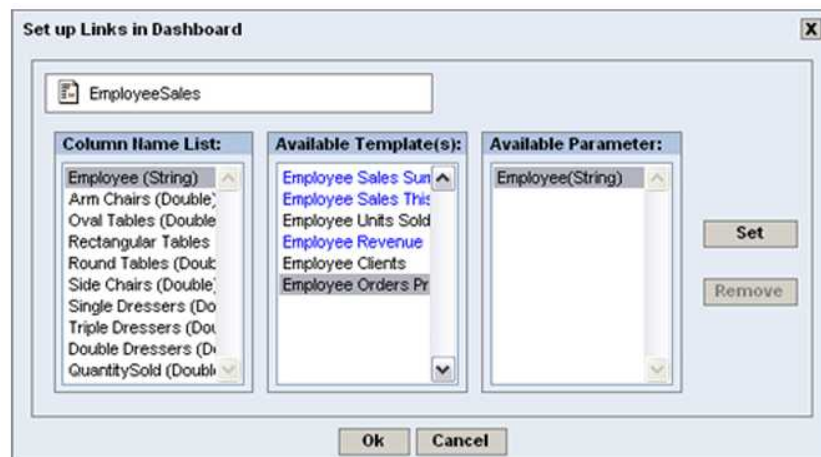 Set up Links in Dashboard
X
EmployeeSales
Column Name List:
Employee (String)
Arm Chairs (Double)
Oval Tables (Double
Rectangular Tables
Round Tables (Doub
Side Chairs (Double)
Single Dressers (Do
Triple Dressers (Dou
Double Dressers (D
QuantitySold (Double
Available Template(s):
Employee Sales Sum
Employee Sales This
Employee Units Sold
Employee Revenue
Employee Clients
Employee Orders Pr
Available Parameter:
Employee(String)
Set
Remove
Ok
Cancel